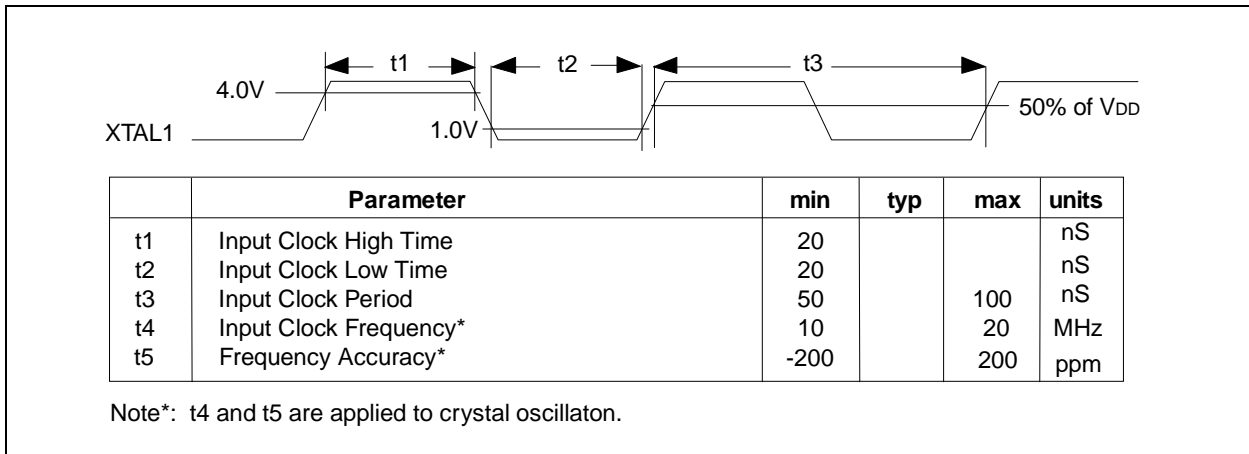 t1 t2 t3
4.0V
50% of VDD
XTAL1 1.0V
Parameter min typ max units
t1 Input Clock High Time 20 nS
t2 Input Clock Low Time 20 nS
t3 Input Clock Period 50 100 nS
t4 Input Clock Frequency* 10 20 MHz
t5 Frequency Accuracy* -200 200 ppm
Note*: t4 and t5 are applied to crystal oscillaton.